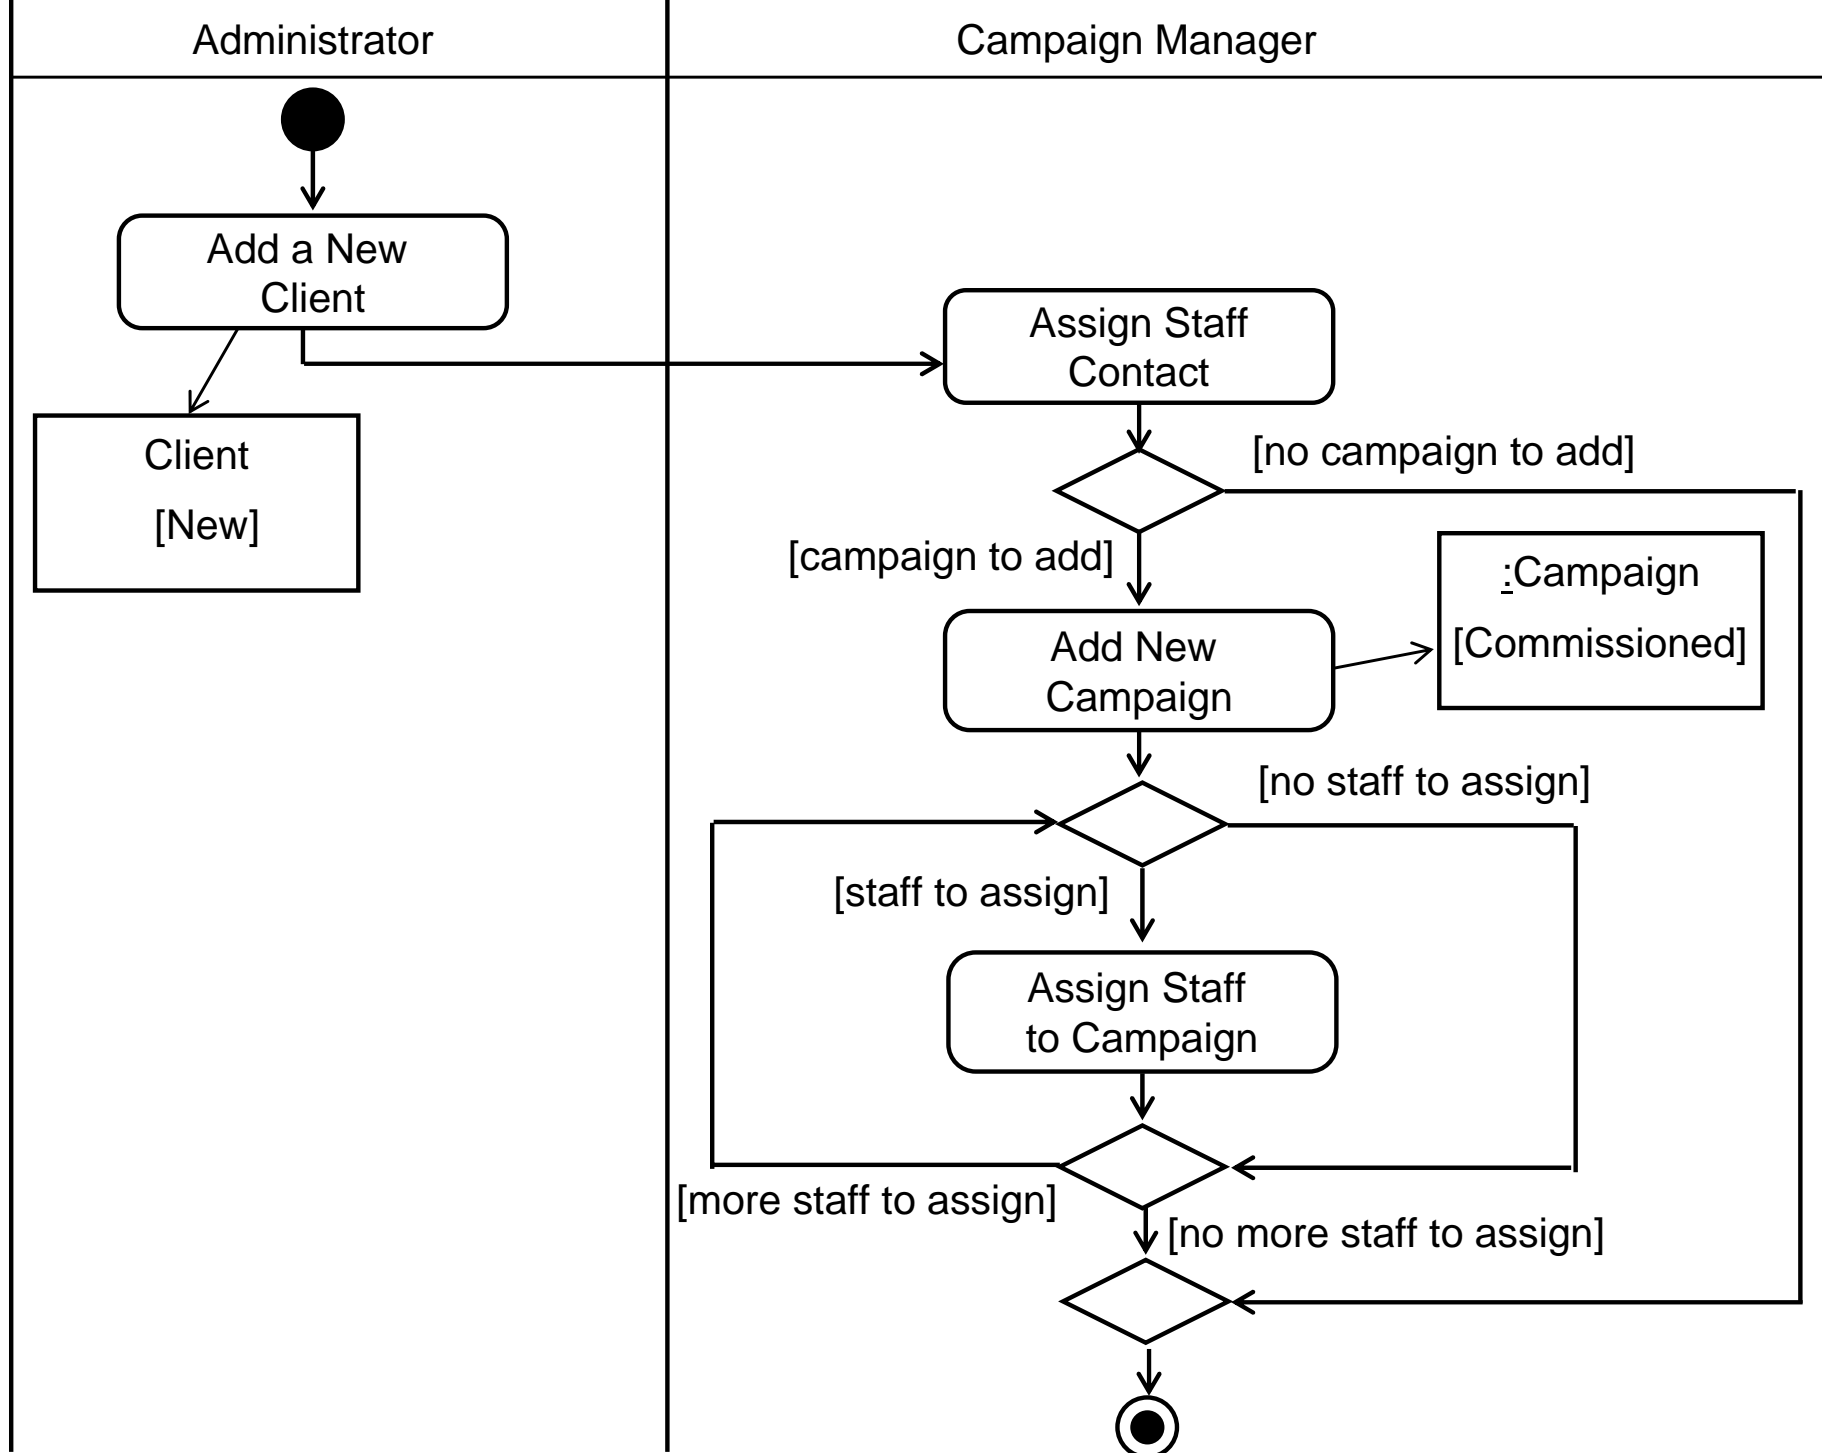 Administrator
Campaign Manager
Add a New
Client
Assign Staff
Contact
Client
[New]
[no campaign to add]
[campaign to add]
:Campaign
[Commissioned]
Add New
Campaign
[no staff to assign]
[staff to assign]
Assign Staff
to Campaign
[more staff to assign]
[no more staff to assign]